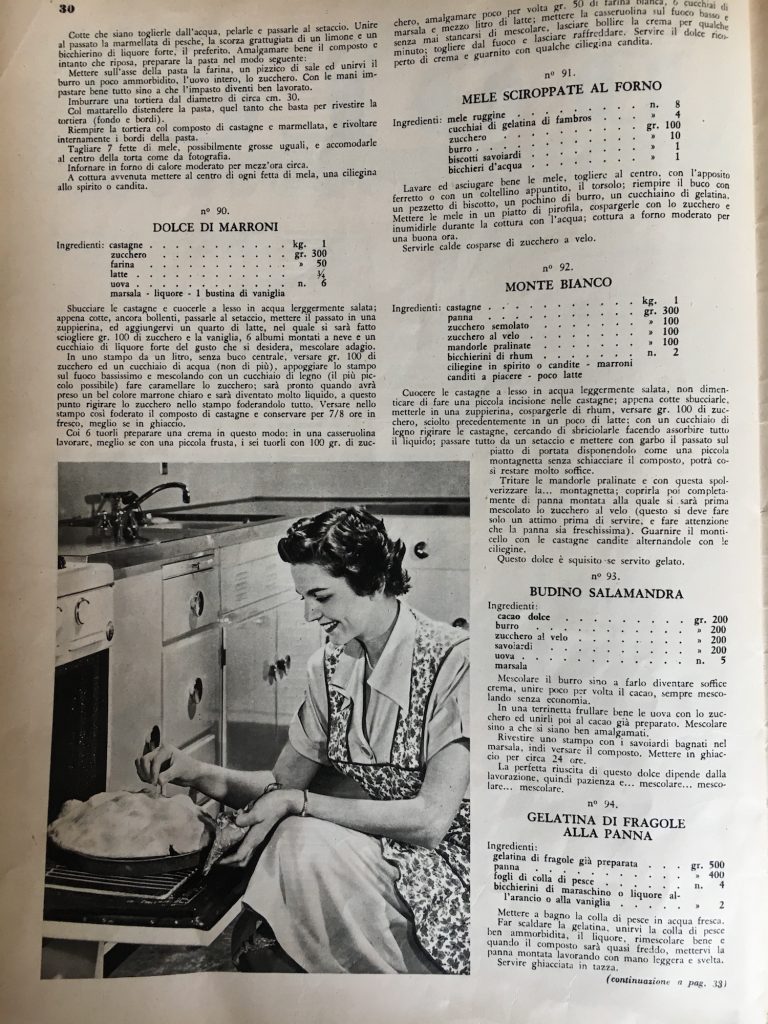 30
Cotte che siano toglierle dall'acqua, pelarle e passarle al setaccio. Unire
al passato la marmellata di pesche, la scorza grattugiata di un limone e un
bicchierino di liquore forte, il preferito. Amalgamare bene il composto e
intanto che riposa, preparare la pasta nel modo seguente:
Mettere sull'asse della pasta la farina, un pizzico di sale ed unirvi il
burro un poco ammorbidito, l'uovo intero, lo zucchero. Con le mani im-
pastare bene tutto sino a che l'impasto diventi ben lavorato.
Imburrare una tortiera dal diametro di circa cm. 30.
Col mattarello distendere la pasta, quel tanto che basta per rivestire la
tortiera (fondo e bordi).
Riempire la tortiera col composto di castagne e marmellata, e rivoltare
internamente i bordi della pasta.
Tagliare 7 fette di mele, possibilmente grosse uguali, e accomodarle
al centro della torta come da fotografia.
Infornare in forno di calore moderato per mezz'ora circa.
A cottura avvenuta mettere al centro di ogni fetta di mela, una ciliegina
allo spirito o candita.
nº 90.
DOLCE DI MARRONI
Ingredienti: castagne . . . . . . . . . . . kg. 1
zucchero . . . . . . . . . . . gr. 300
farina . . . . . . . . . . . » 50
latte . . . . . . . . . . . ¼
uova . . . . . . . . . . . n. 6
marsala - liquore - 1 bustina di vaniglia
Sbucciare le castagne e cuocerle a lesso in acqua lerggermente salata;
appena cotte, ancora bollenti, passarle al setaccio, mettere il passato in una
zuppierina, ed aggiungervi un quarto di latte, nel quale si sarà fatto
sciogliere gr. 100 di zucchero e la vaniglia, 6 albumi montati a neve e un
cucchiaio di liquore forte del gusto che si desidera, mescolare adagio.
In uno stampo da un litro, senza buco centrale, versare gr. 100 di
zucchero ed un cucchiaio di acqua (non di più), appoggiare lo stampo
sul fuoco bassissimo e mescolando con un cucchiaio di legno (il più pic-
colo possibile) fare caramellare lo zucchero; sarà pronto quando avrà
preso un bel colore marrone chiaro e sarà diventato molto liquido, a questo
punto rigirare lo zucchero nello stampo foderandolo tutto. Versare nello
stampo così foderato il composto di castagne e conservare per 7/8 ore in
fresco, meglio se in ghiaccio.
Coi 6 tuorli preparare una crema in questo modo: in una casseruolina
lavorare, meglio se con una piccola frusta, i sei tuorli con 100 gr. di zuc-
chero, amalgamare poco per volta gr. 50 di farina bianca, 6 cucchiai di
marsala e mezzo litro di latte; mettere la casseruolina sul fuoco basso e
senza mai stancarsi di mescolare, lasciare bollire la crema per qualche
minuto; togliere dal fuoco e lasciare raffreddare. Servire il dolce rico-
perto di crema e guarnito con qualche ciliegina candita.
nº 91.
MELE SCIROPPATE AL FORNO
Ingredienti: mele ruggine . . . . . . . . . n. 8
cucchiai di gelatina di fambros . . . » 4
zucchero . . . . . . . . . . gr. 100
burro . . . . . . . . . . . » 10
biscotti savoiardi . . . . . . . » 1
bicchieri d'acqua . . . . . . . » 1
Lavare ed asciugare bene le mele, togliere al centro, con l'apposito
ferretto o con un coltellino appuntito, il torsolo; riempire il buco con
un pezzetto di biscotto, un pochino di burro, un cucchiaino di gelatina.
Mettere le mele in un piatto di pirofila, cospargerle con lo zucchero e
inumidirle durante la cottura con l'acqua; cottura a forno moderato per
una buona ora.
Servirle calde cosparse di zucchero a velo.
nº 92.
MONTE BIANCO
Ingredienti: castagne . . . . . . . . . . . kg. 1
panna . . . . . . . . . . . gr. 300
zucchero semolato . . . . . . . » 100
zucchero al velo . . . . . . . . » 100
mandorle pralinate . . . . . . . » 100
bicchierini di rhum . . . . . . . n. 2
ciliegine in spirito o candite - marroni
canditi a piacere - poco latte
Cuocere le castagne a lesso in acqua leggermente salata, non dimen-
ticare di fare una piccola incisione nelle castagne; appena cotte sbucciarle,
metterle in una zuppierina, cospargerle di rhum, versare gr. 100 di zuc-
chero, sciolto precedentemente in un poco di latte; con un cucchiaio di
legno rigirare le castagne, cercando di sbriciolarle facendo assorbire tutto
il liquido; passare tutto da un setaccio e mettere con garbo il passato sul
piatto di portata disponendolo come una piccola
montagnetta senza schiacciare il composto, potrà co-
sì restare molto soffice.
Tritare le mandorle pralinate e con questa spol-
verizzare la... montagnetta; coprirla poi completa-
mente di panna montata alla quale si sarà prima
mescolato lo zucchero al velo (questo si deve fare
solo un attimo prima di servire, e fare attenzione
che la panna sia freschissima). Guarnire il monti-
cello con le castagne candite alternandole con le
ciliegine.
Questo dolce è squisito se servito gelato.
nº 93.
BUDINO SALAMANDRA
Ingredienti:
cacao dolce . . . . . . . . gr. 200
burro . . . . . . . . . . » 200
zucchero al velo . . . . . . » 200
savoiardi . . . . . . . . . » 200
uova . . . . . . . . . . n. 5
marsala
Mescolare il burro sino a farlo diventare soffice
crema, unire poco per volta il cacao, sempre mesco-
lando senza economia.
In una terrinetta frullare bene le uova con lo zuc-
chero ed unirli poi al cacao già preparato. Mescolare
sino a che si siano ben amalgamati.
Rivestire uno stampo con i savoiardi bagnati nel
marsala, indi versare il composto. Mettere in ghiac-
cio per circa 24 ore.
La perfetta riuscita di questo dolce dipende dalla
lavorazione, quindi pazienza e... mescolare... mesco-
lare... mescolare.
nº 94.
GELATINA DI FRAGOLE
ALLA PANNA
Ingredienti:
gelatina di fragole già preparata . . . gr. 500
panna . . . . . . . . . . » 400
fogli di colla di pesce . . . . . . n. 4
bicchierini di maraschino o liquore al-
l'arancio o alla vaniglia . . . . . » 2
Mettere a bagno la colla di pesce in acqua fresca.
Far scaldare la gelatina, unirvi la colla di pesce
ben ammorbidita, il liquore, rimescolare bene e
quando il composto sarà quasi freddo, mettervi la
panna montata lavorando con mano leggera e svelta.
Servire ghiacciata in tazza.
(continuazione a pag. 33)